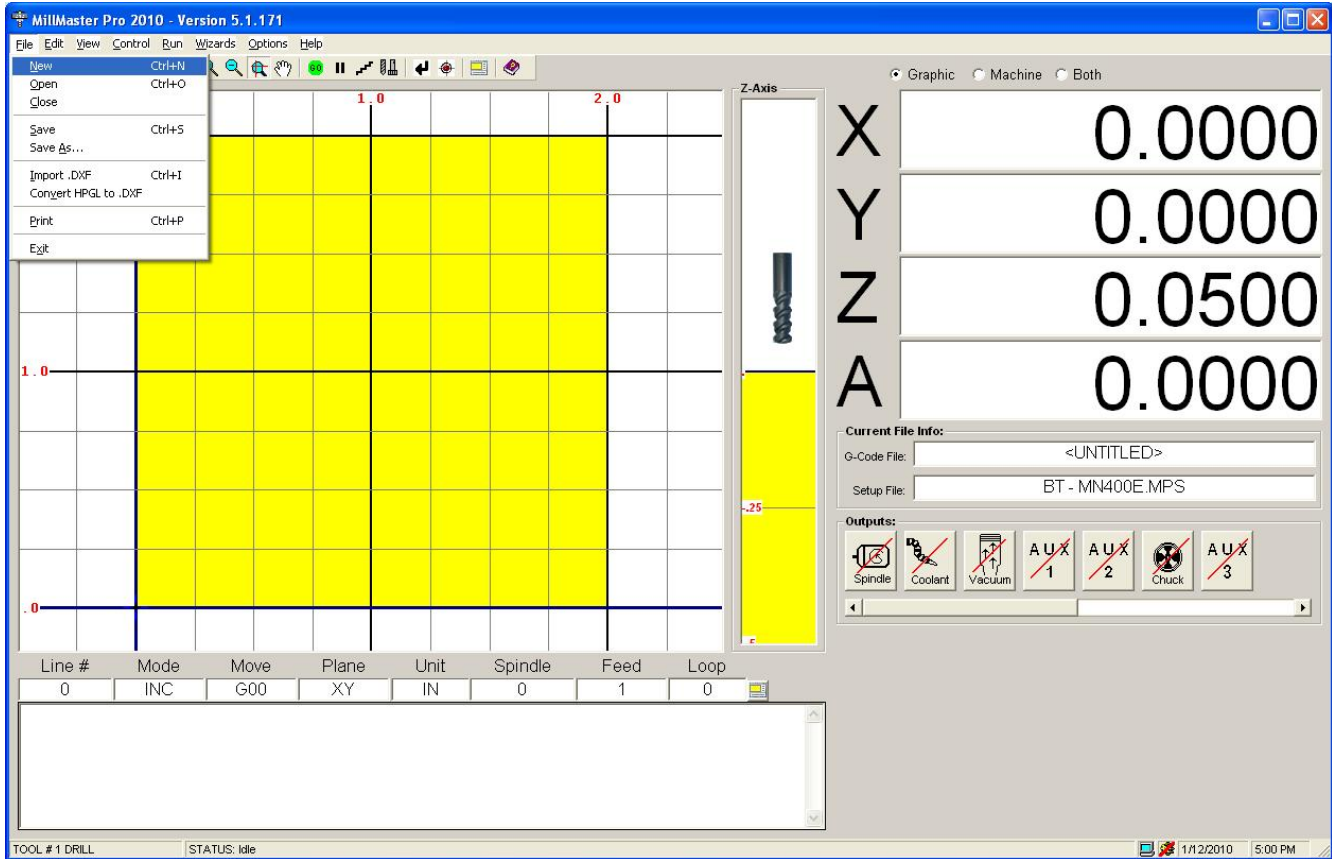 MillMaster Pro 2010 - Version 5.1.171
File Edit View Control Run Wizards Options Help
New Ctrl+N
Open Ctrl+O
Close
Save Ctrl+S
Save As...
Import .DXF Ctrl+I
Convert HPGL to .DXF
Print Ctrl+P
Exit
GO
1.0 2.0
1.0
.0
Z-Axis
-.25
Graphic Machine Both
X 0.0000
Y 0.0000
Z 0.0500
A 0.0000
Current File Info:
G-Code File: <UNTITLED>
Setup File: BT - MN400E.MPS
Outputs:
Spindle
Coolant
Vacuum
AUX 1
AUX 2
Chuck
AUX 3
Line # Mode Move Plane Unit Spindle Feed Loop
0 INC G00 XY IN 0 1 0
TOOL # 1 DRILL STATUS: Idle 1/12/2010 5:00 PM